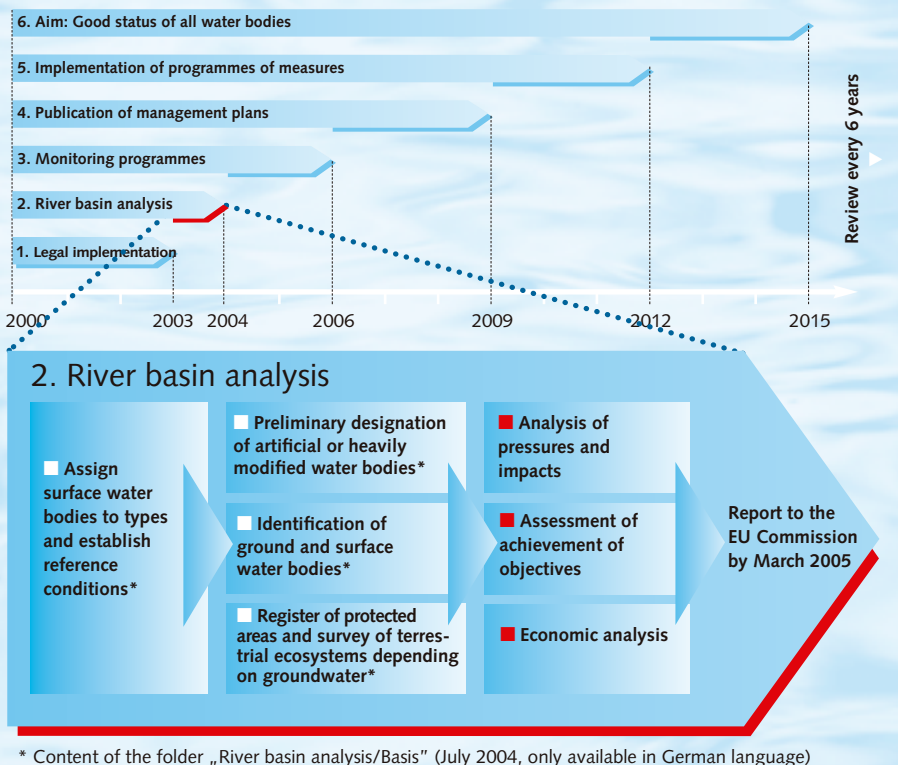 6. Aim: Good status of all water bodies
5. Implementation of programmes of measures
4. Publication of management plans
3. Monitoring programmes
2. River basin analysis
1. Legal implementation
Review every 6 years
2000
2003
2004
2006
2009
2012
2015
2. River basin analysis
Assign
surface water
bodies to types
and establish
reference
conditions*
Preliminary designation
of artificial or heavily
modified water bodies*
Identification of
ground and surface
water bodies*
Register of protected
areas and survey of terres-
trial ecosystems depending
on groundwater*
Analysis of
pressures and
impacts
Assessment of
achievement of
objectives
Economic analysis
Report to the
EU Commission
by March 2005
* Content of the folder „River basin analysis/Basis" (July 2004, only available in German language)